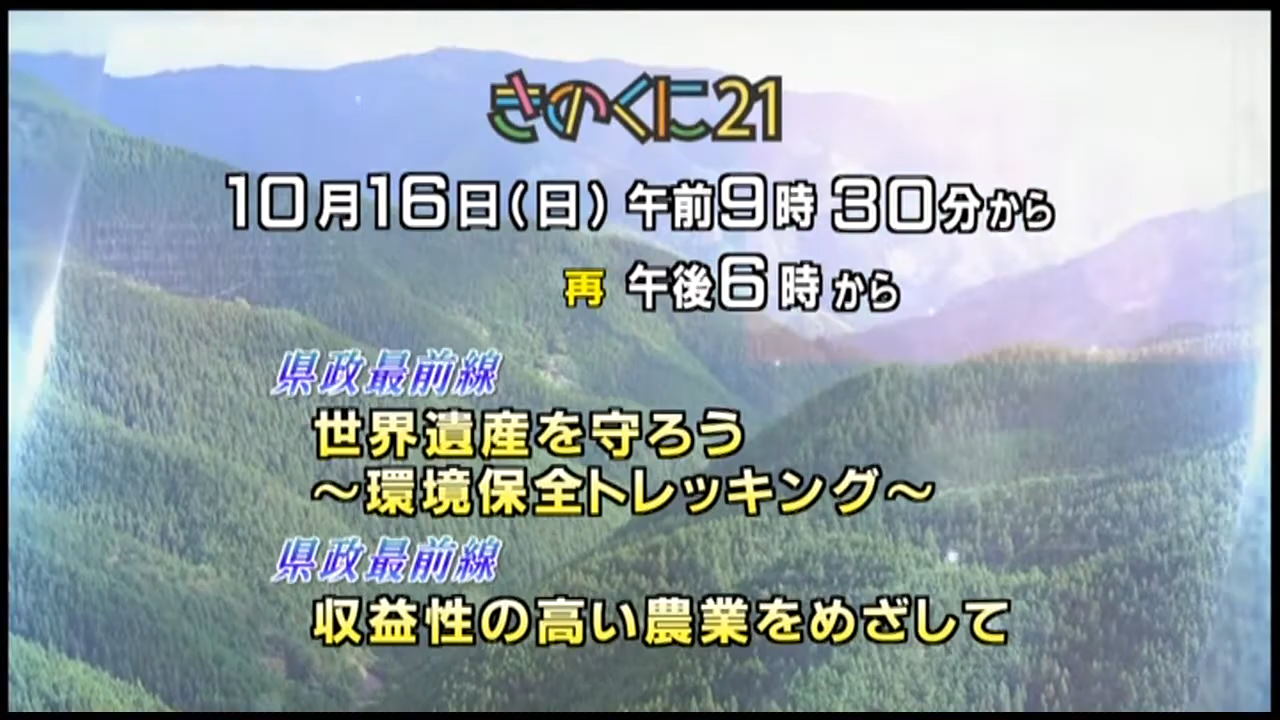 きのくに21
10月16日(日) 午前9時30分から
再 午後6時から
県政最前線
世界遺産を守ろう
～環境保全トレッキング～
県政最前線
収益性の高い農業をめざして